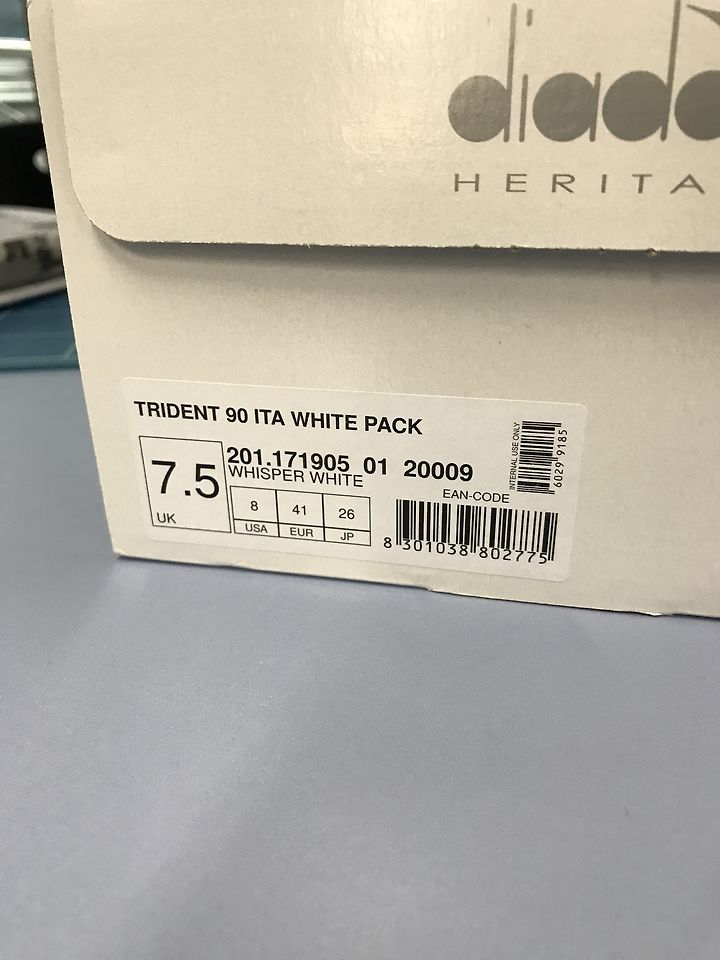 diado
HERITA
TRIDENT 90 ITA WHITE PACK
201.171905 01 20009
WHISPER WHITE
7.5
UK
8 41 26
USA EUR JP
EAN-CODE
8 301038 802775
INTERNAL USE ONLY
6029 9185